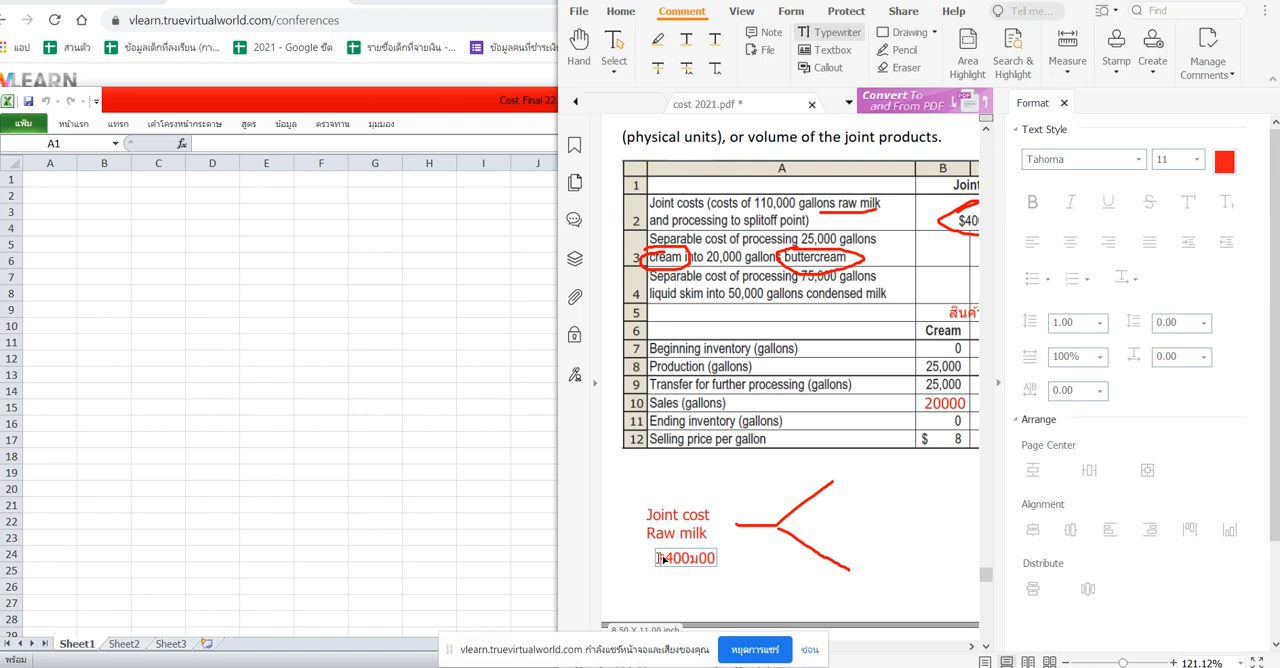 vlearn.truevirtualworld.com/conferences
แอป
ส่วนตัว
ข้อมูลเด็กที่ลงเรียน (กา...
2021 - Google ชีต
รายชื่อเด็กที่จ่ายเงิน -...
ข้อมูลคนที่ชำระเงิน
LEARN
Cost Final 22
แฟ้ม
หน้าแรก
แทรก
เค้าโครงหน้ากระดาษ
สูตร
ข้อมูล
ตรวจทาน
มุมมอง
A1
fx
A B C D E F G H I J
1
2
3
4
5
6
7
8
9
10
11
12
13
14
15
16
17
18
19
20
21
22
23
24
25
26
27
28
29
Sheet1 Sheet2 Sheet3
พร้อม
File Home Comment View Form Protect Share Help Tell me... Find
Hand
Select
Note
File
Typewriter
Textbox
Callout
Drawing
Pencil
Eraser
Area
Highlight
Search &
Highlight
Measure
Stamp
Create
Manage
Comments
cost 2021.pdf *
Convert To
and From PDF
(physical units), or volume of the joint products.
A B
1 Joint
2 Joint costs (costs of 110,000 gallons raw milk
and processing to splitoff point) $40
3 Separable cost of processing 25,000 gallons
cream into 20,000 gallons buttercream
4 Separable cost of processing 75,000 gallons
liquid skim into 50,000 gallons condensed milk
5 สินค้
6 Cream
7 Beginning inventory (gallons) 0
8 Production (gallons) 25,000
9 Transfer for further processing (gallons) 25,000
10 Sales (gallons) 20000
11 Ending inventory (gallons) 0
12 Selling price per gallon $ 8
Joint cost
Raw milk
400ม00
8.50 X 11.00 inch
Format
Text Style
Tahoma
11
B I U S T T
1.00
0.00
100%
0.00
0.00
Arrange
Page Center
Alignment
Distribute
vlearn.truevirtualworld.com กำลังแชร์หน้าจอและเสียงของคุณ
หยุดการแชร์
ซ่อน
121.12%